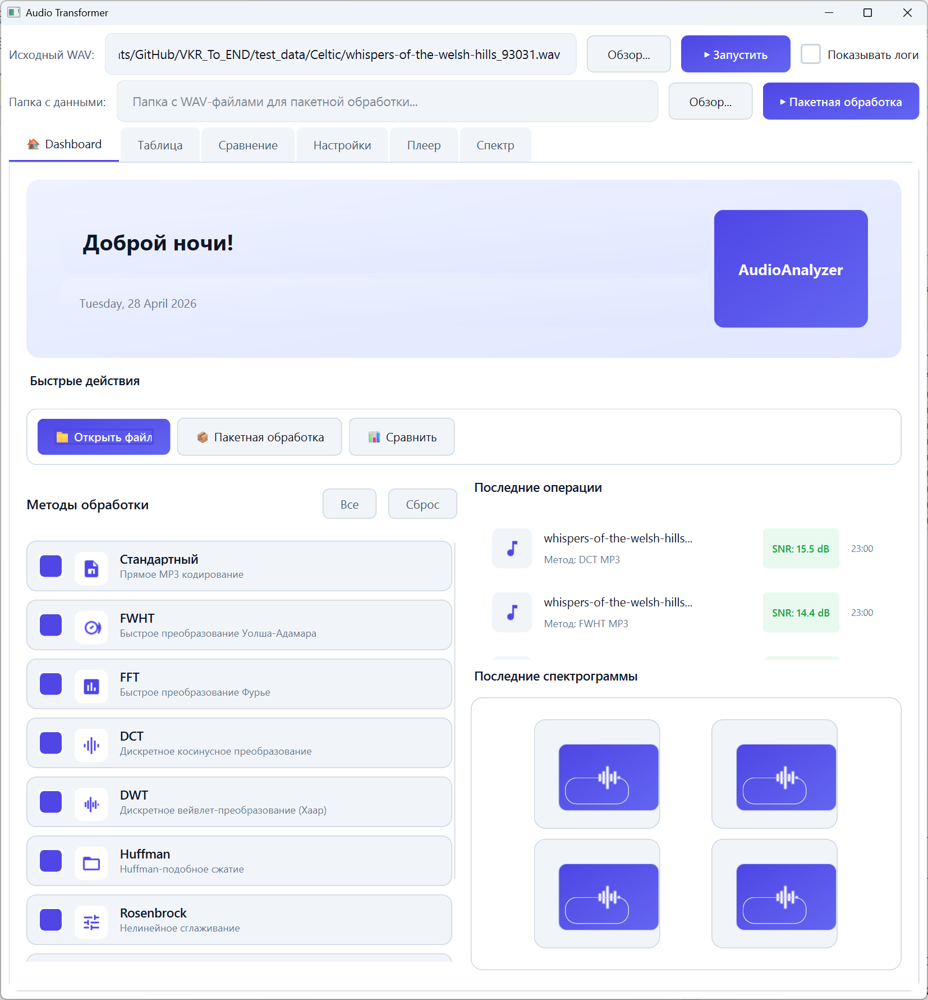 Audio Transformer
Исходный WAV:
ıts/GitHub/VKR_To_END/test_data/Celtic/whispers-of-the-welsh-hills_93031.wav
Обзор...
Запустить
Показывать логи
Папка с данными:
Папка с WAV-файлами для пакетной обработки...
Обзор...
Пакетная обработка
Dashboard
Таблица
Сравнение
Настройки
Плеер
Спектр
Доброй ночи!
Tuesday, 28 April 2026
AudioAnalyzer
Быстрые действия
Открыть файл
Пакетная обработка
Сравнить
Методы обработки
Все
Сброс
Стандартный
Прямое MP3 кодирование
FWHT
Быстрое преобразование Уолша-Адамара
FFT
Быстрое преобразование Фурье
DCT
Дискретное косинусное преобразование
DWT
Дискретное вейвлет-преобразование (Хаар)
Huffman
Huffman-подобное сжатие
Rosenbrock
Нелинейное сглаживание
Последние операции
whispers-of-the-welsh-hills...
Метод: DCT MP3
SNR: 15.5 dB
23:00
whispers-of-the-welsh-hills...
Метод: FWHT MP3
SNR: 14.4 dB
23:00
Последние спектрограммы